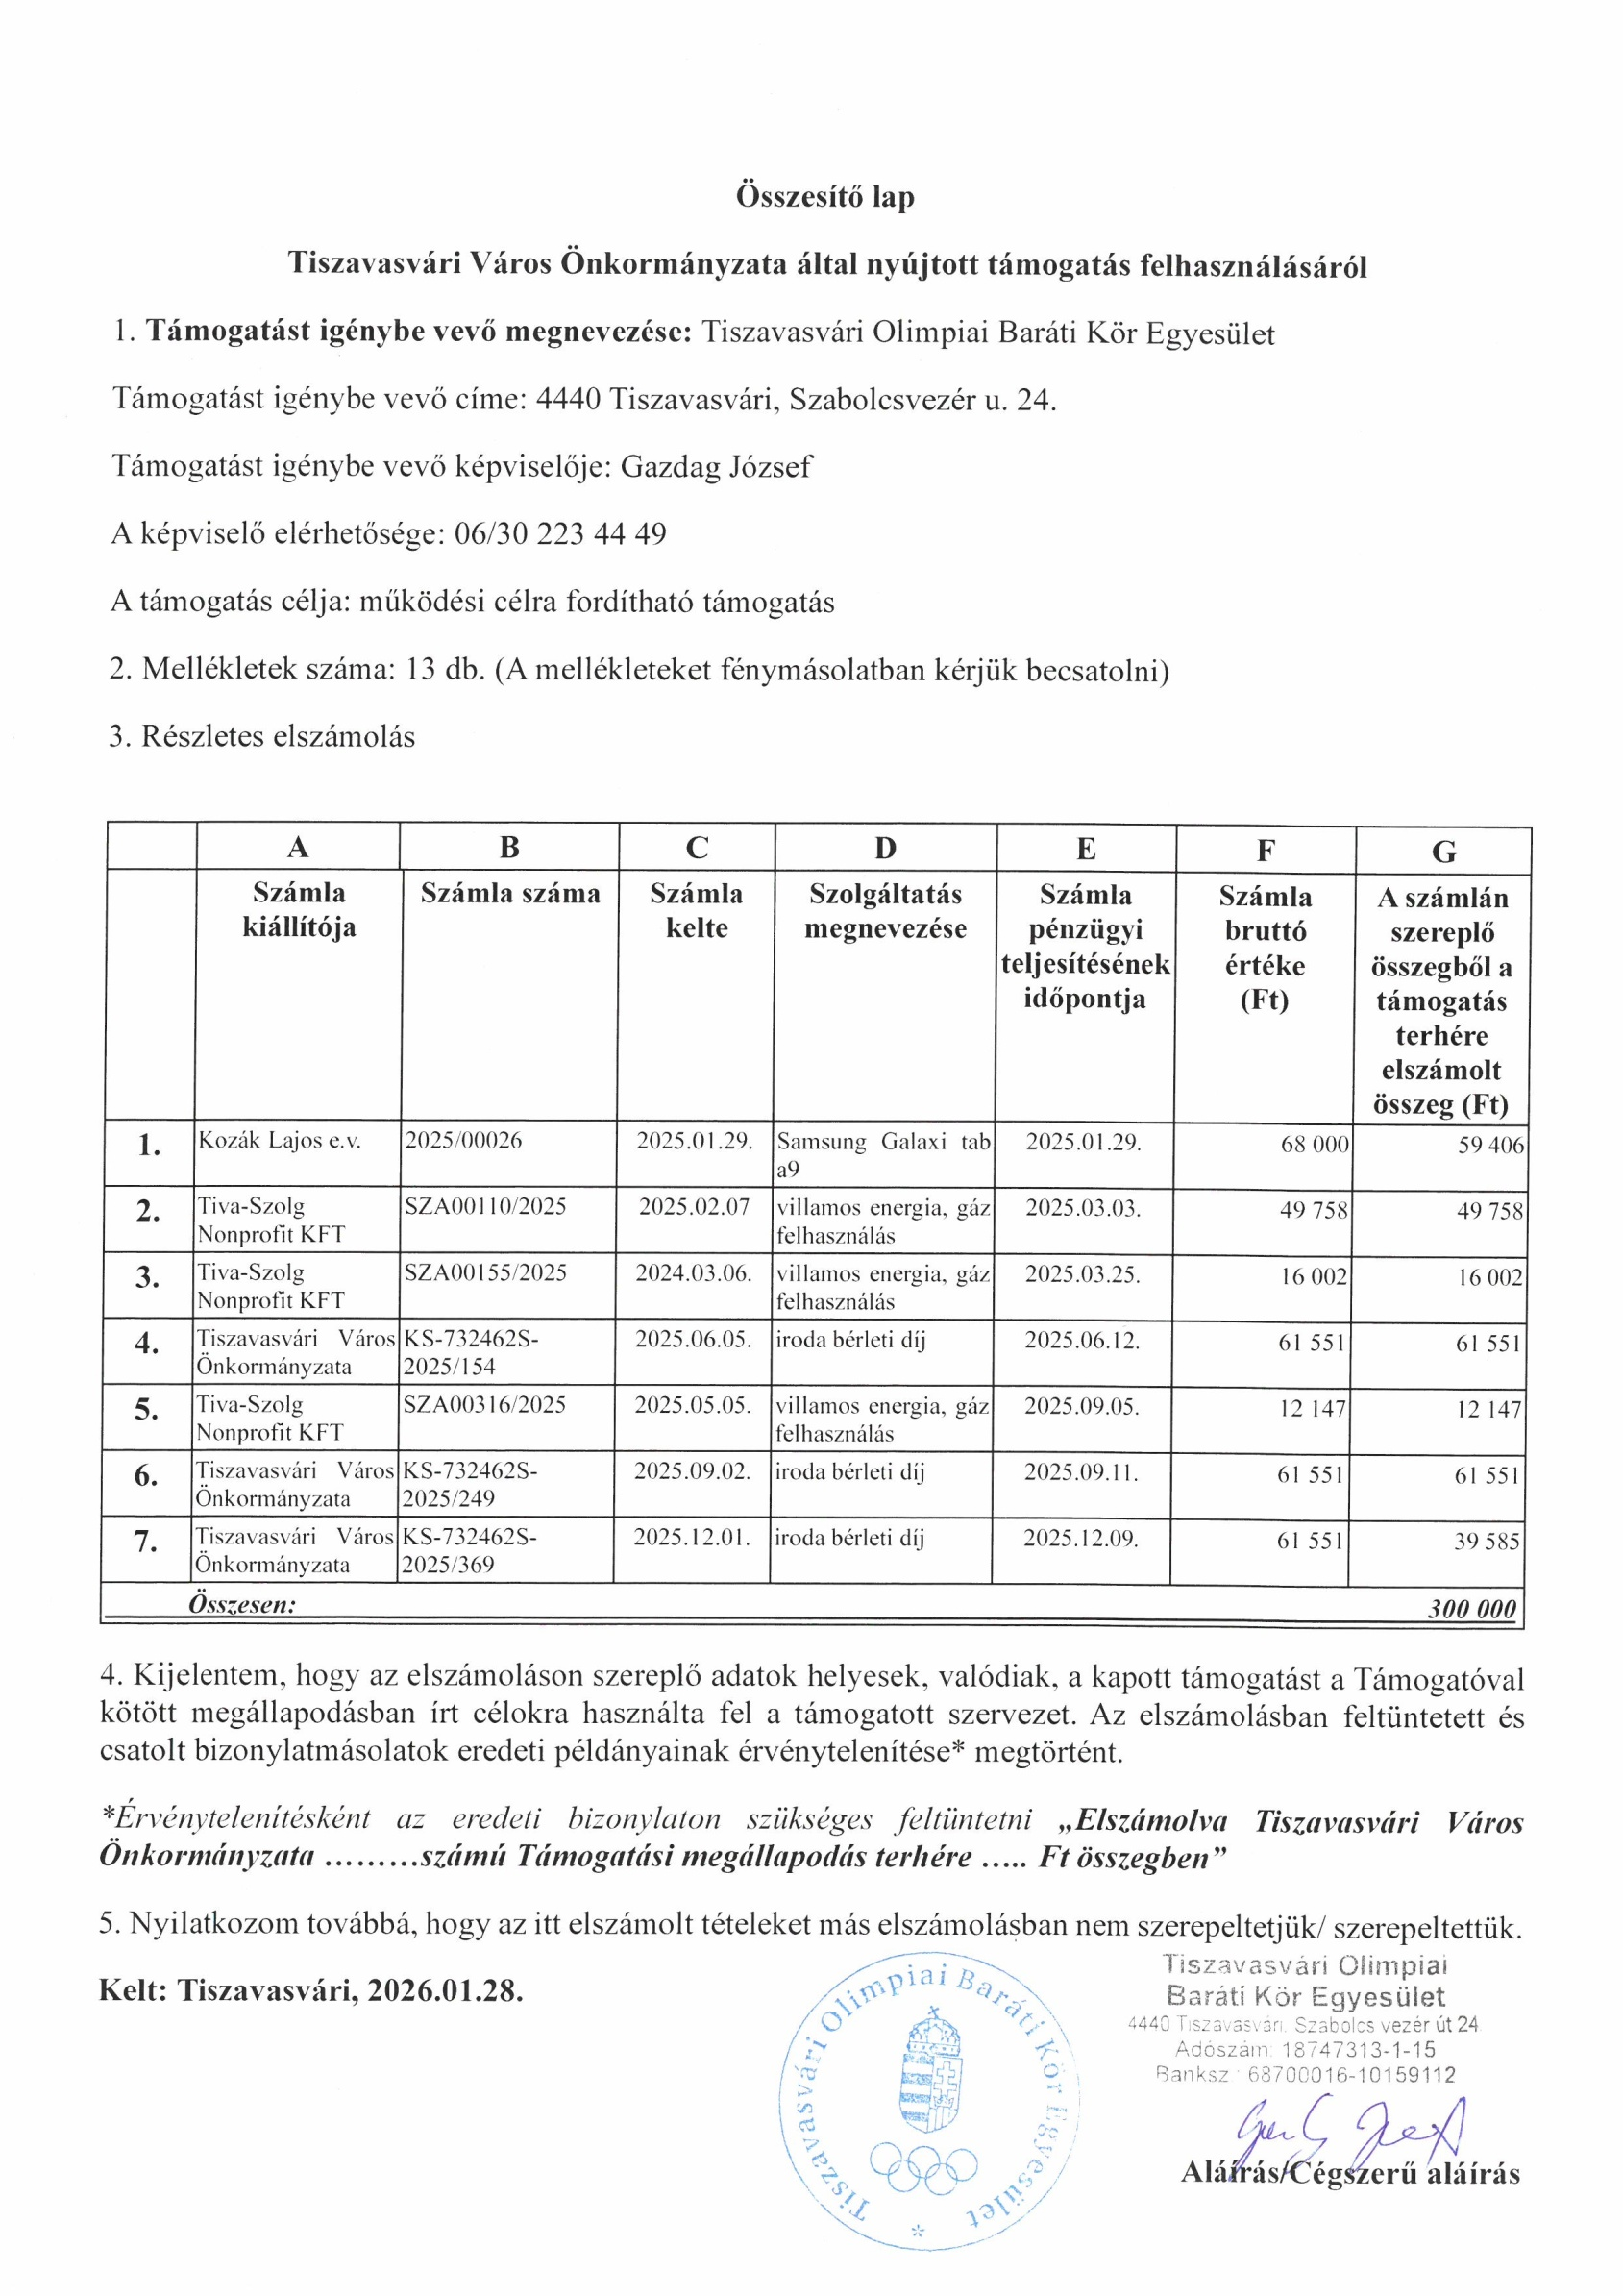 Összesítő lap
Tiszavasvári Város Önkormányzata által nyújtott támogatás felhasználásáról
1. Támogatást igénybe vevő megnevezése: Tiszavasvári Olimpiai Baráti Kör Egyesület
Támogatást igénybe vevő címe: 4440 Tiszavasvári, Szabolcsvezér u. 24.
Támogatást igénybe vevő képviselője: Gazdag József
A képviselő elérhetősége: 06/30 223 44 49
A támogatás célja: működési célra fordítható támogatás
2. Mellékletek száma: 13 db. (A mellékleteket fénymásolatban kérjük becsatolni)
3. Részletes elszámolás
A B C D E F G
Számla kiállítója Számla száma Számla kelte Szolgáltatás megnevezése Számla pénzügyi teljesítésének időpontja Számla bruttó értéke (Ft) A számlán szereplő összegből a támogatás terhére elszámolt összeg (Ft)
1. Kozák Lajos e.v. 2025/00026 2025.01.29. Samsung Galaxi tab a9 2025.01.29. 68 000 59 406
2. Tiva-Szolg Nonprofit KFT SZA00110/2025 2025.02.07 villamos energia, gáz felhasználás 2025.03.03. 49 758 49 758
3. Tiva-Szolg Nonprofit KFT SZA00155/2025 2024.03.06. villamos energia, gáz felhasználás 2025.03.25. 16 002 16 002
4. Tiszavasvári Város Önkormányzata KS-732462S-2025/154 2025.06.05. iroda bérleti díj 2025.06.12. 61 551 61 551
5. Tiva-Szolg Nonprofit KFT SZA00316/2025 2025.05.05. villamos energia, gáz felhasználás 2025.09.05. 12 147 12 147
6. Tiszavasvári Város Önkormányzata KS-732462S-2025/249 2025.09.02. iroda bérleti díj 2025.09.11. 61 551 61 551
7. Tiszavasvári Város Önkormányzata KS-732462S-2025/369 2025.12.01. iroda bérleti díj 2025.12.09. 61 551 39 585
Összesen: 300 000
4. Kijelentem, hogy az elszámoláson szereplő adatok helyesek, valódiak, a kapott támogatást a Támogatóval
kötött megállapodásban írt célokra használta fel a támogatott szervezet. Az elszámolásban feltüntetett és
csatolt bizonylatmásolatok eredeti példányainak érvénytelenítése* megtörtént.
*Érvénytelenítésként az eredeti bizonylaton szükséges feltüntetni „Elszámolva Tiszavasvári Város
Önkormányzata ………számú Támogatási megállapodás terhére ….. Ft összegben”
5. Nyilatkozom továbbá, hogy az itt elszámolt tételeket más elszámolásban nem szerepeltetjük/ szerepeltettük.
Kelt: Tiszavasvári, 2026.01.28.
Tiszavasvári Olimpiai Baráti Kör Egyesület *
Tiszavasvári Olimpiai
Baráti Kör Egyesület
4440 Tiszavasvári, Szabolcs vezér út 24.
Adószám: 18747313-1-15
Banksz.: 68700016-10159112
Aláírás/Cégszerű aláírás